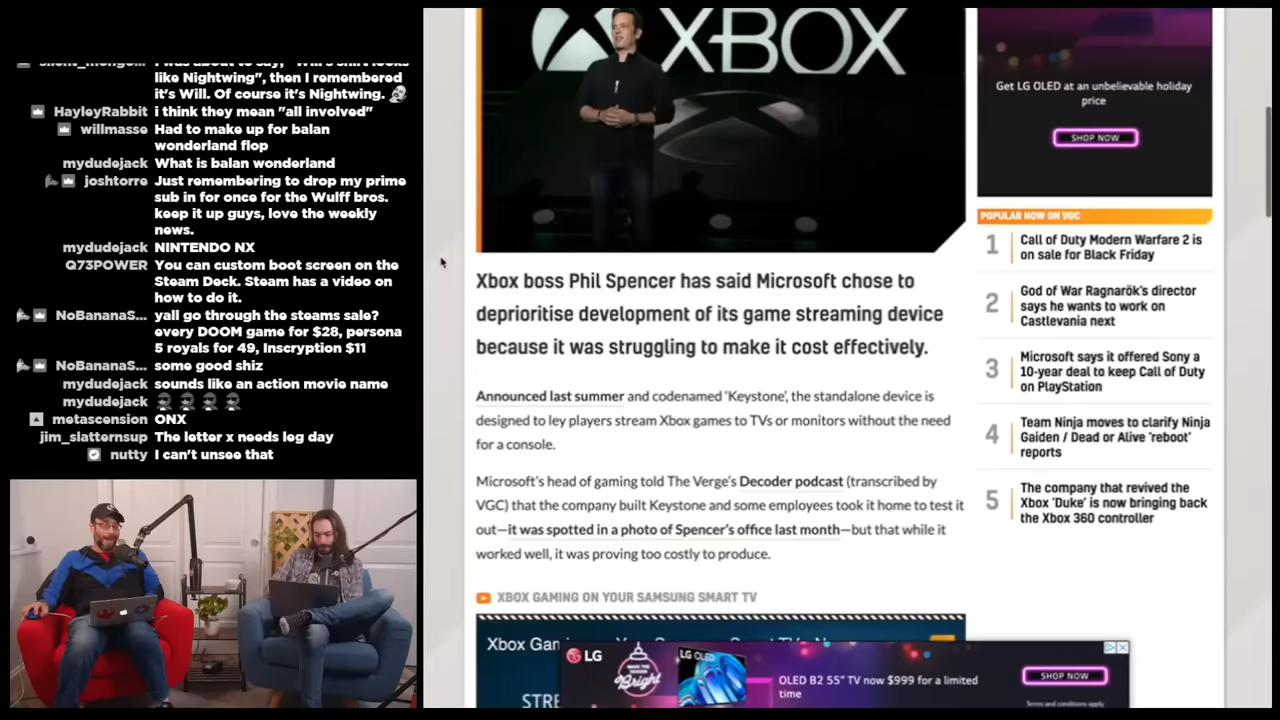 like Nightwing", then I remembered
it's Will. Of course it's Nightwing.
HayleyRabbit i think they mean "all involved"
willmasse Had to make up for balan
wonderland flop
mydudejack What is balan wonderland
joshtorre Just remembering to drop my prime
sub in for once for the Wulff bros.
keep it up guys, love the weekly
news.
mydudejack NINTENDO NX
Q73POWER You can custom boot screen on the
Steam Deck. Steam has a video on
how to do it.
NoBananaS... yall go through the steams sale?
every DOOM game for $28, persona
5 royals for 49, Inscryption $11
NoBananaS... some good shiz
mydudejack sounds like an action movie name
mydudejack
metascension ONX
jim_slatternsup The letter x needs leg day
nutty I can't unsee that
XBOX
Xbox boss Phil Spencer has said Microsoft chose to
deprioritise development of its game streaming device
because it was struggling to make it cost effectively.
Announced last summer and codenamed 'Keystone', the standalone device is
designed to ley players stream Xbox games to TVs or monitors without the need
for a console.
Microsoft's head of gaming told The Verge's Decoder podcast (transcribed by
VGC) that the company built Keystone and some employees took it home to test it
out—it was spotted in a photo of Spencer's office last month—but that while it
worked well, it was proving too costly to produce.
XBOX GAMING ON YOUR SAMSUNG SMART TV
Xbox Gam
STRE
Get LG OLED at an unbelievable holiday
price
SHOP NOW
POPULAR NOW ON VGC
1 Call of Duty Modern Warfare 2 is
on sale for Black Friday
2 God of War Ragnarök's director
says he wants to work on
Castlevania next
3 Microsoft says it offered Sony a
10-year deal to keep Call of Duty
on PlayStation
4 Team Ninja moves to clarify Ninja
Gaiden / Dead or Alive 'reboot'
reports
5 The company that revived the
Xbox 'Duke' is now bringing back
the Xbox 360 controller
LG
MAKE THE
SEASON
Bright
LG OLED
OLED B2 55" TV now $999 for a limited
time
SHOP NOW
Terms and conditions apply